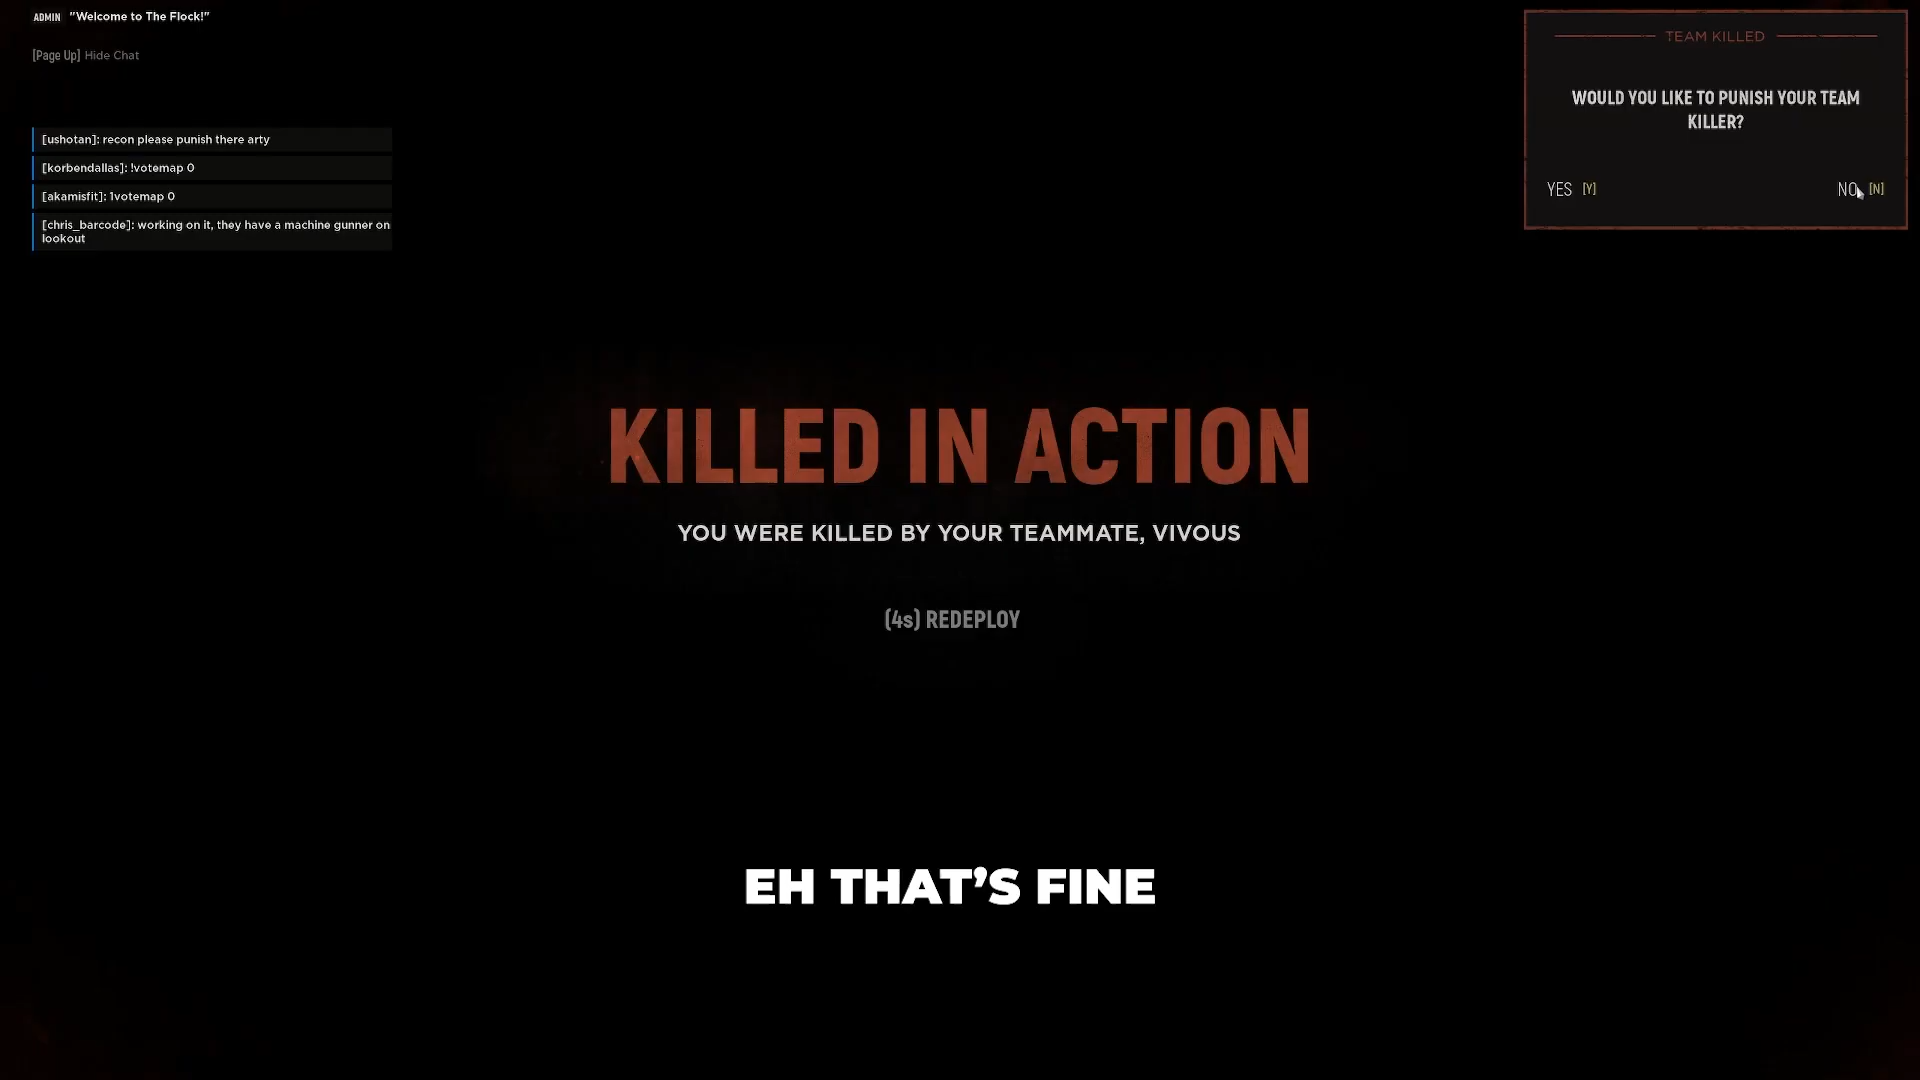 ADMIN "Welcome to The Flock!"
[Page Up] Hide Chat
[ushotan]: recon please punish there arty
[korbendallas]: !votemap 0
[akamisfit]: 1votemap 0
[chris_barcode]: working on it, they have a machine gunner on
lookout
TEAM KILLED
WOULD YOU LIKE TO PUNISH YOUR TEAM
KILLER?
YES [Y]
NO [N]
KILLED IN ACTION
YOU WERE KILLED BY YOUR TEAMMATE, VIVOUS
(4s) REDEPLOY
EH THAT'S FINE